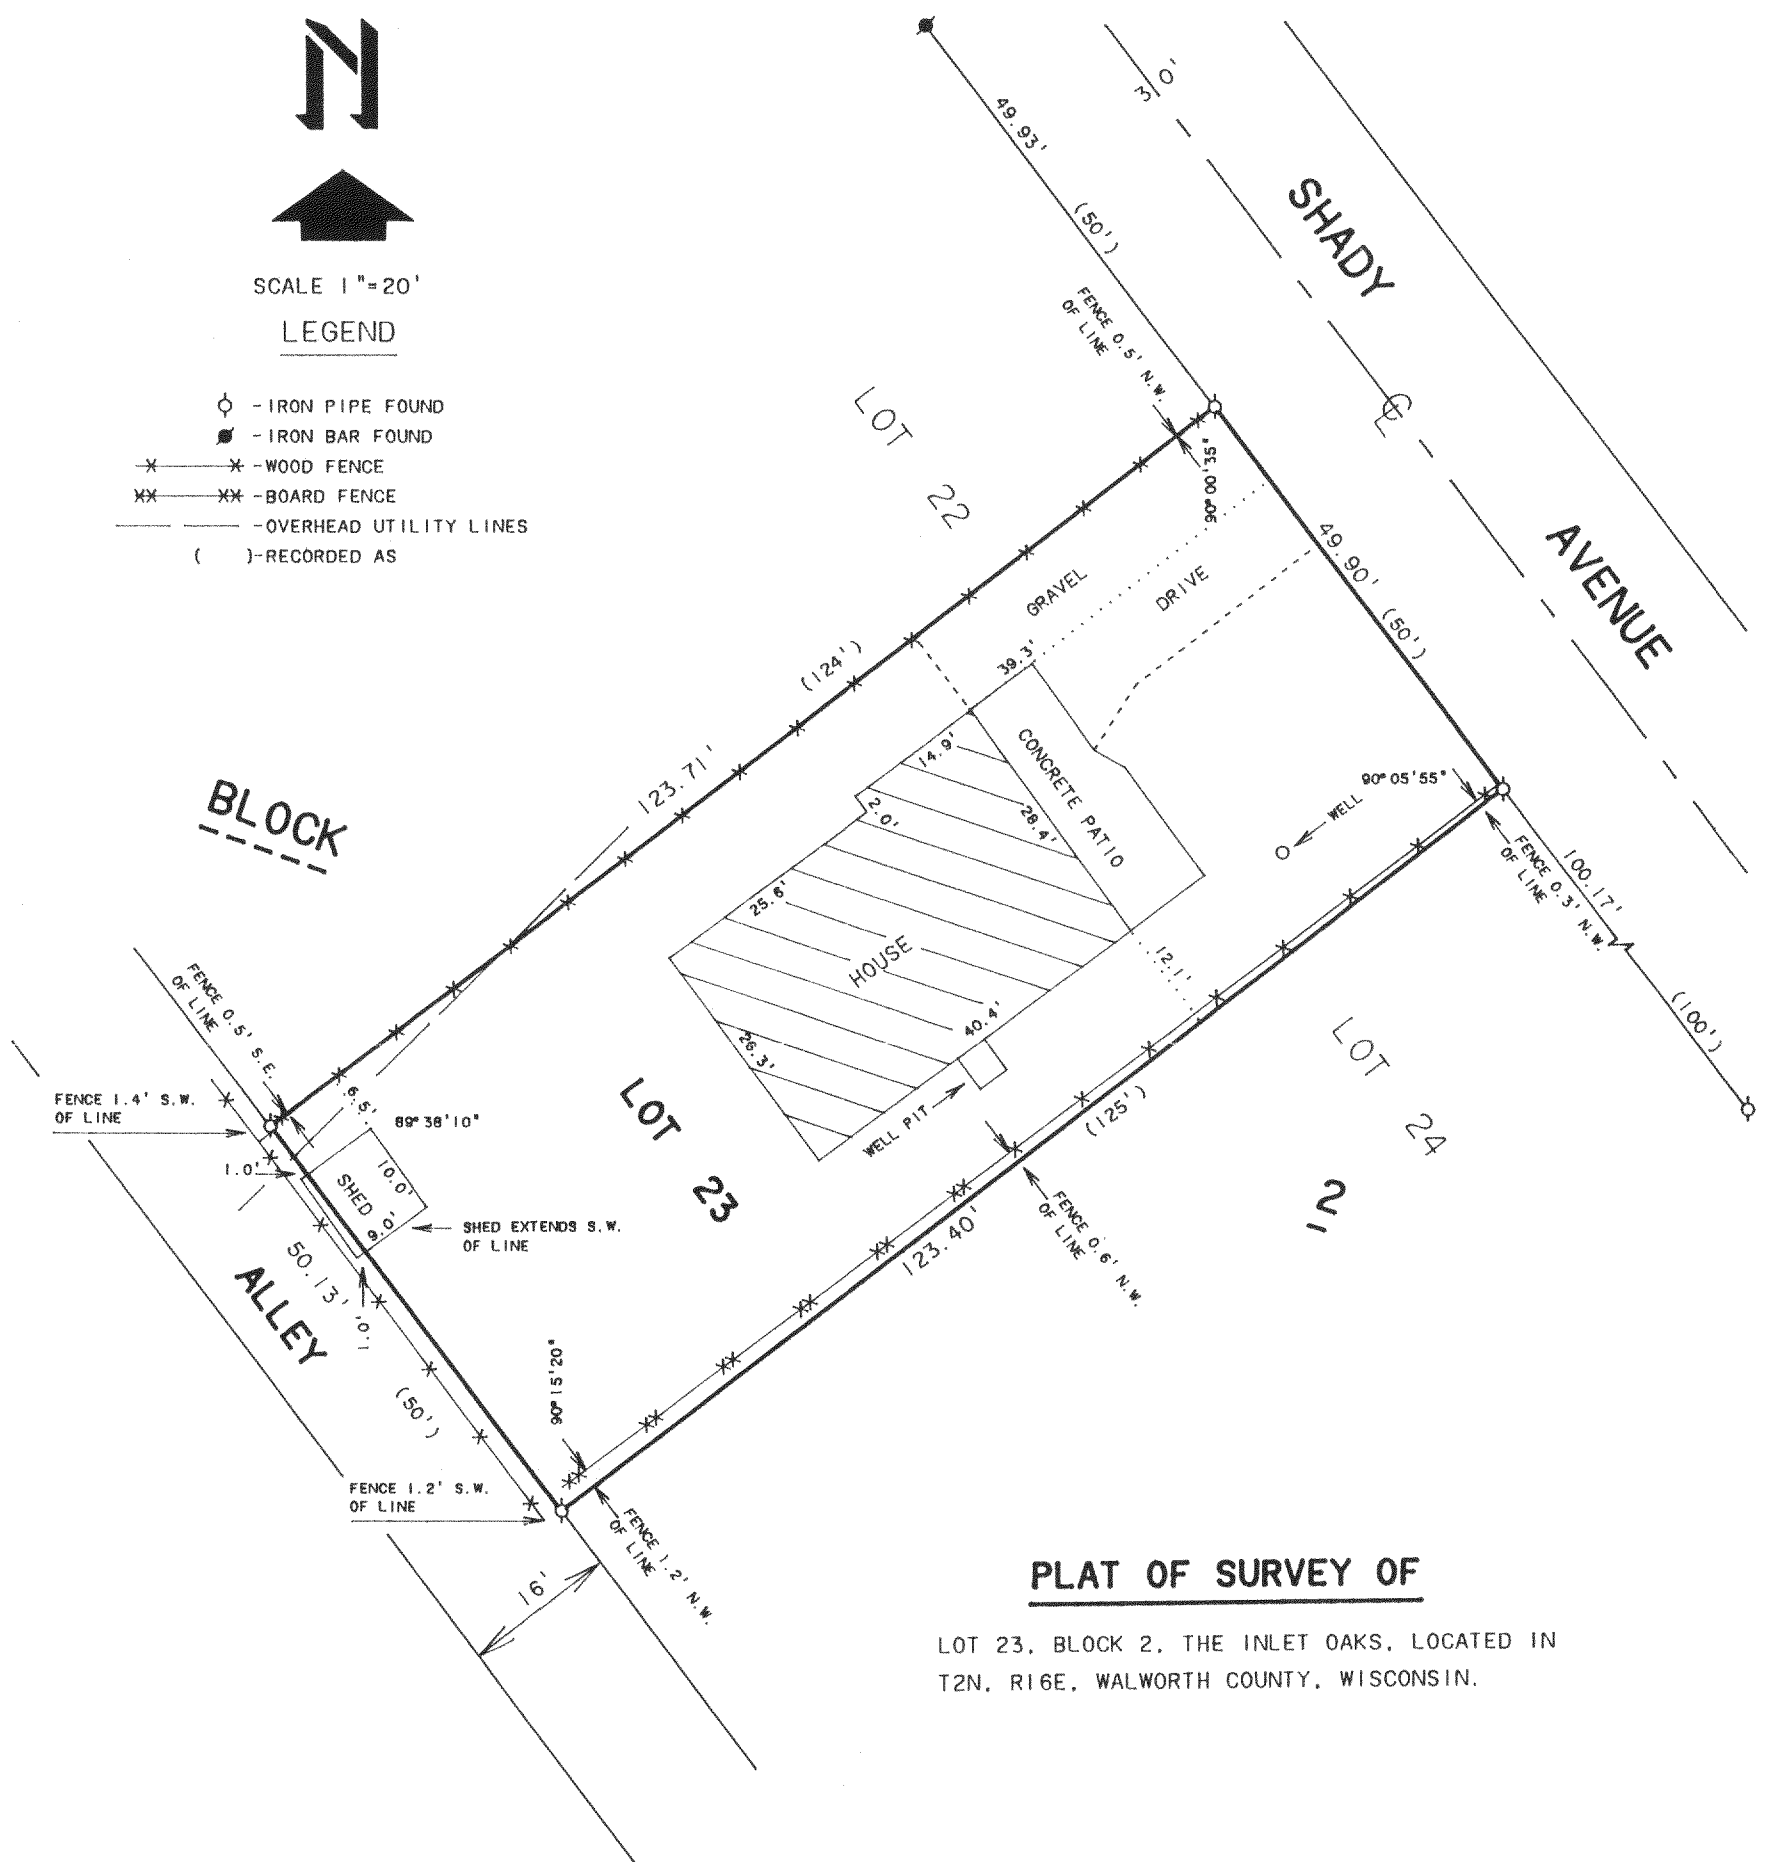 N
SCALE 1"=20'
LEGEND
-IRON PIPE FOUND
-IRON BAR FOUND
-WOOD FENCE
-BOARD FENCE
-OVERHEAD UTILITY LINES
( )-RECORDED AS
49.93'
(50')
30'
SHADY
AVENUE
FENCE 0.5' N.W.
OF LINE
LOT 22
90°00'35"
49.90'
(50')
GRAVEL DRIVE
39.3'
(124')
123.71'
BLOCK
14.9'
2.0'
28.4'
CONCRETE PATIO
WELL
90°05'55"
FENCE 0.3' N.W.
OF LINE
100.17'
(100')
25.6'
HOUSE
12.1'
40.4'
26.3'
WELL PIT
LOT 23
LOT 24
2
(125')
123.40'
FENCE 0.6' N.W.
OF LINE
FENCE 0.5' S.E.
OF LINE
FENCE 1.4' S.W.
OF LINE
6.5'
89°38'10"
1.0'
SHED
10.0'
9.0'
SHED EXTENDS S.W.
OF LINE
50.13'
1.0'
ALLEY
(50')
90°15'20"
FENCE 1.2' S.W.
OF LINE
FENCE 1.2' N.W.
OF LINE
16'
PLAT OF SURVEY OF
LOT 23, BLOCK 2, THE INLET OAKS, LOCATED IN
T2N, R16E, WALWORTH COUNTY, WISCONSIN.